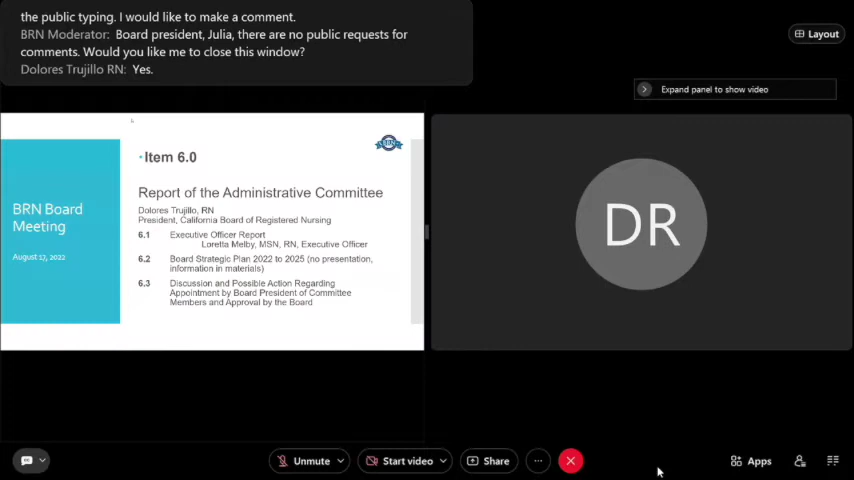 the public typing. I would like to make a comment.
BRN Moderator: Board president, Julia, there are no public requests for
comments. Would you like me to close this window?
Dolores Trujillo RN: Yes.
Layout
Expand panel to show video
BRN Board
Meeting
August 17, 2022
BRN
•Item 6.0
Report of the Administrative Committee
Dolores Trujillo, RN
President, California Board of Registered Nursing
6.1 Executive Officer Report
Loretta Melby, MSN, RN, Executive Officer
6.2 Board Strategic Plan 2022 to 2025 (no presentation,
information in materials)
6.3 Discussion and Possible Action Regarding
Appointment by Board President of Committee
Members and Approval by the Board
DR
Unmute
Start video
Share
Apps